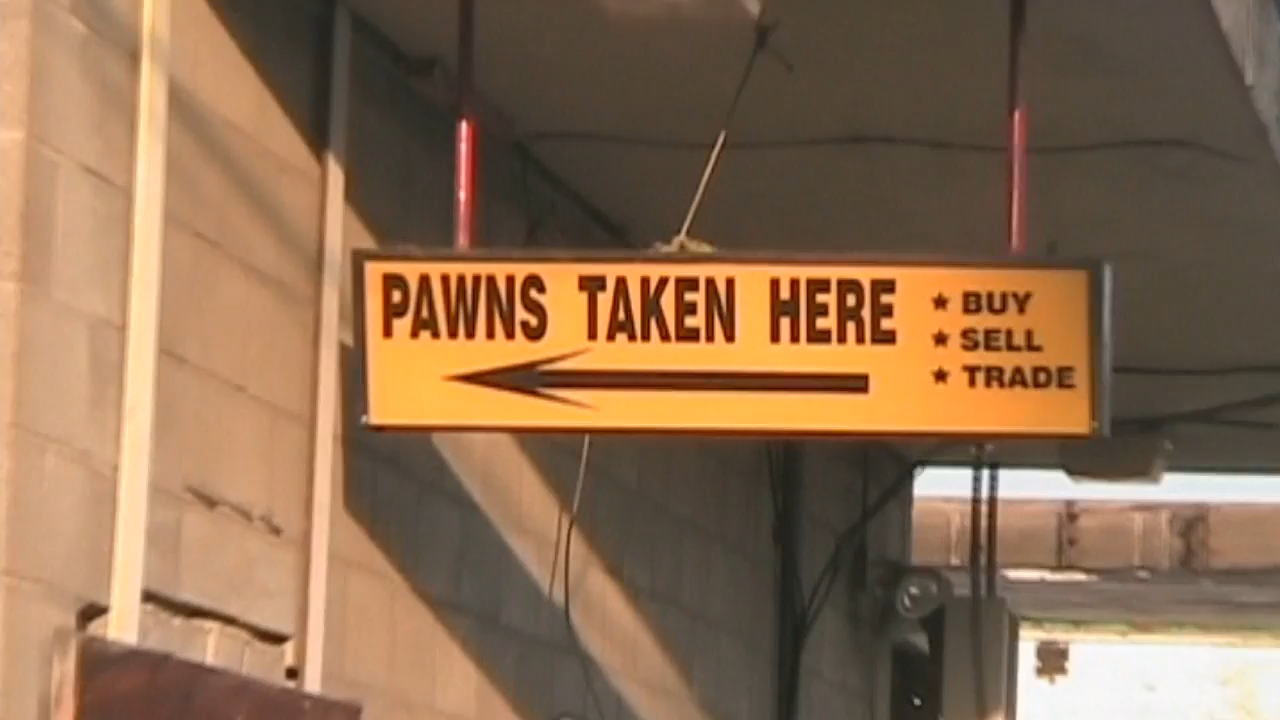 PAWNS TAKEN HERE
★ BUY
★ SELL
★ TRADE